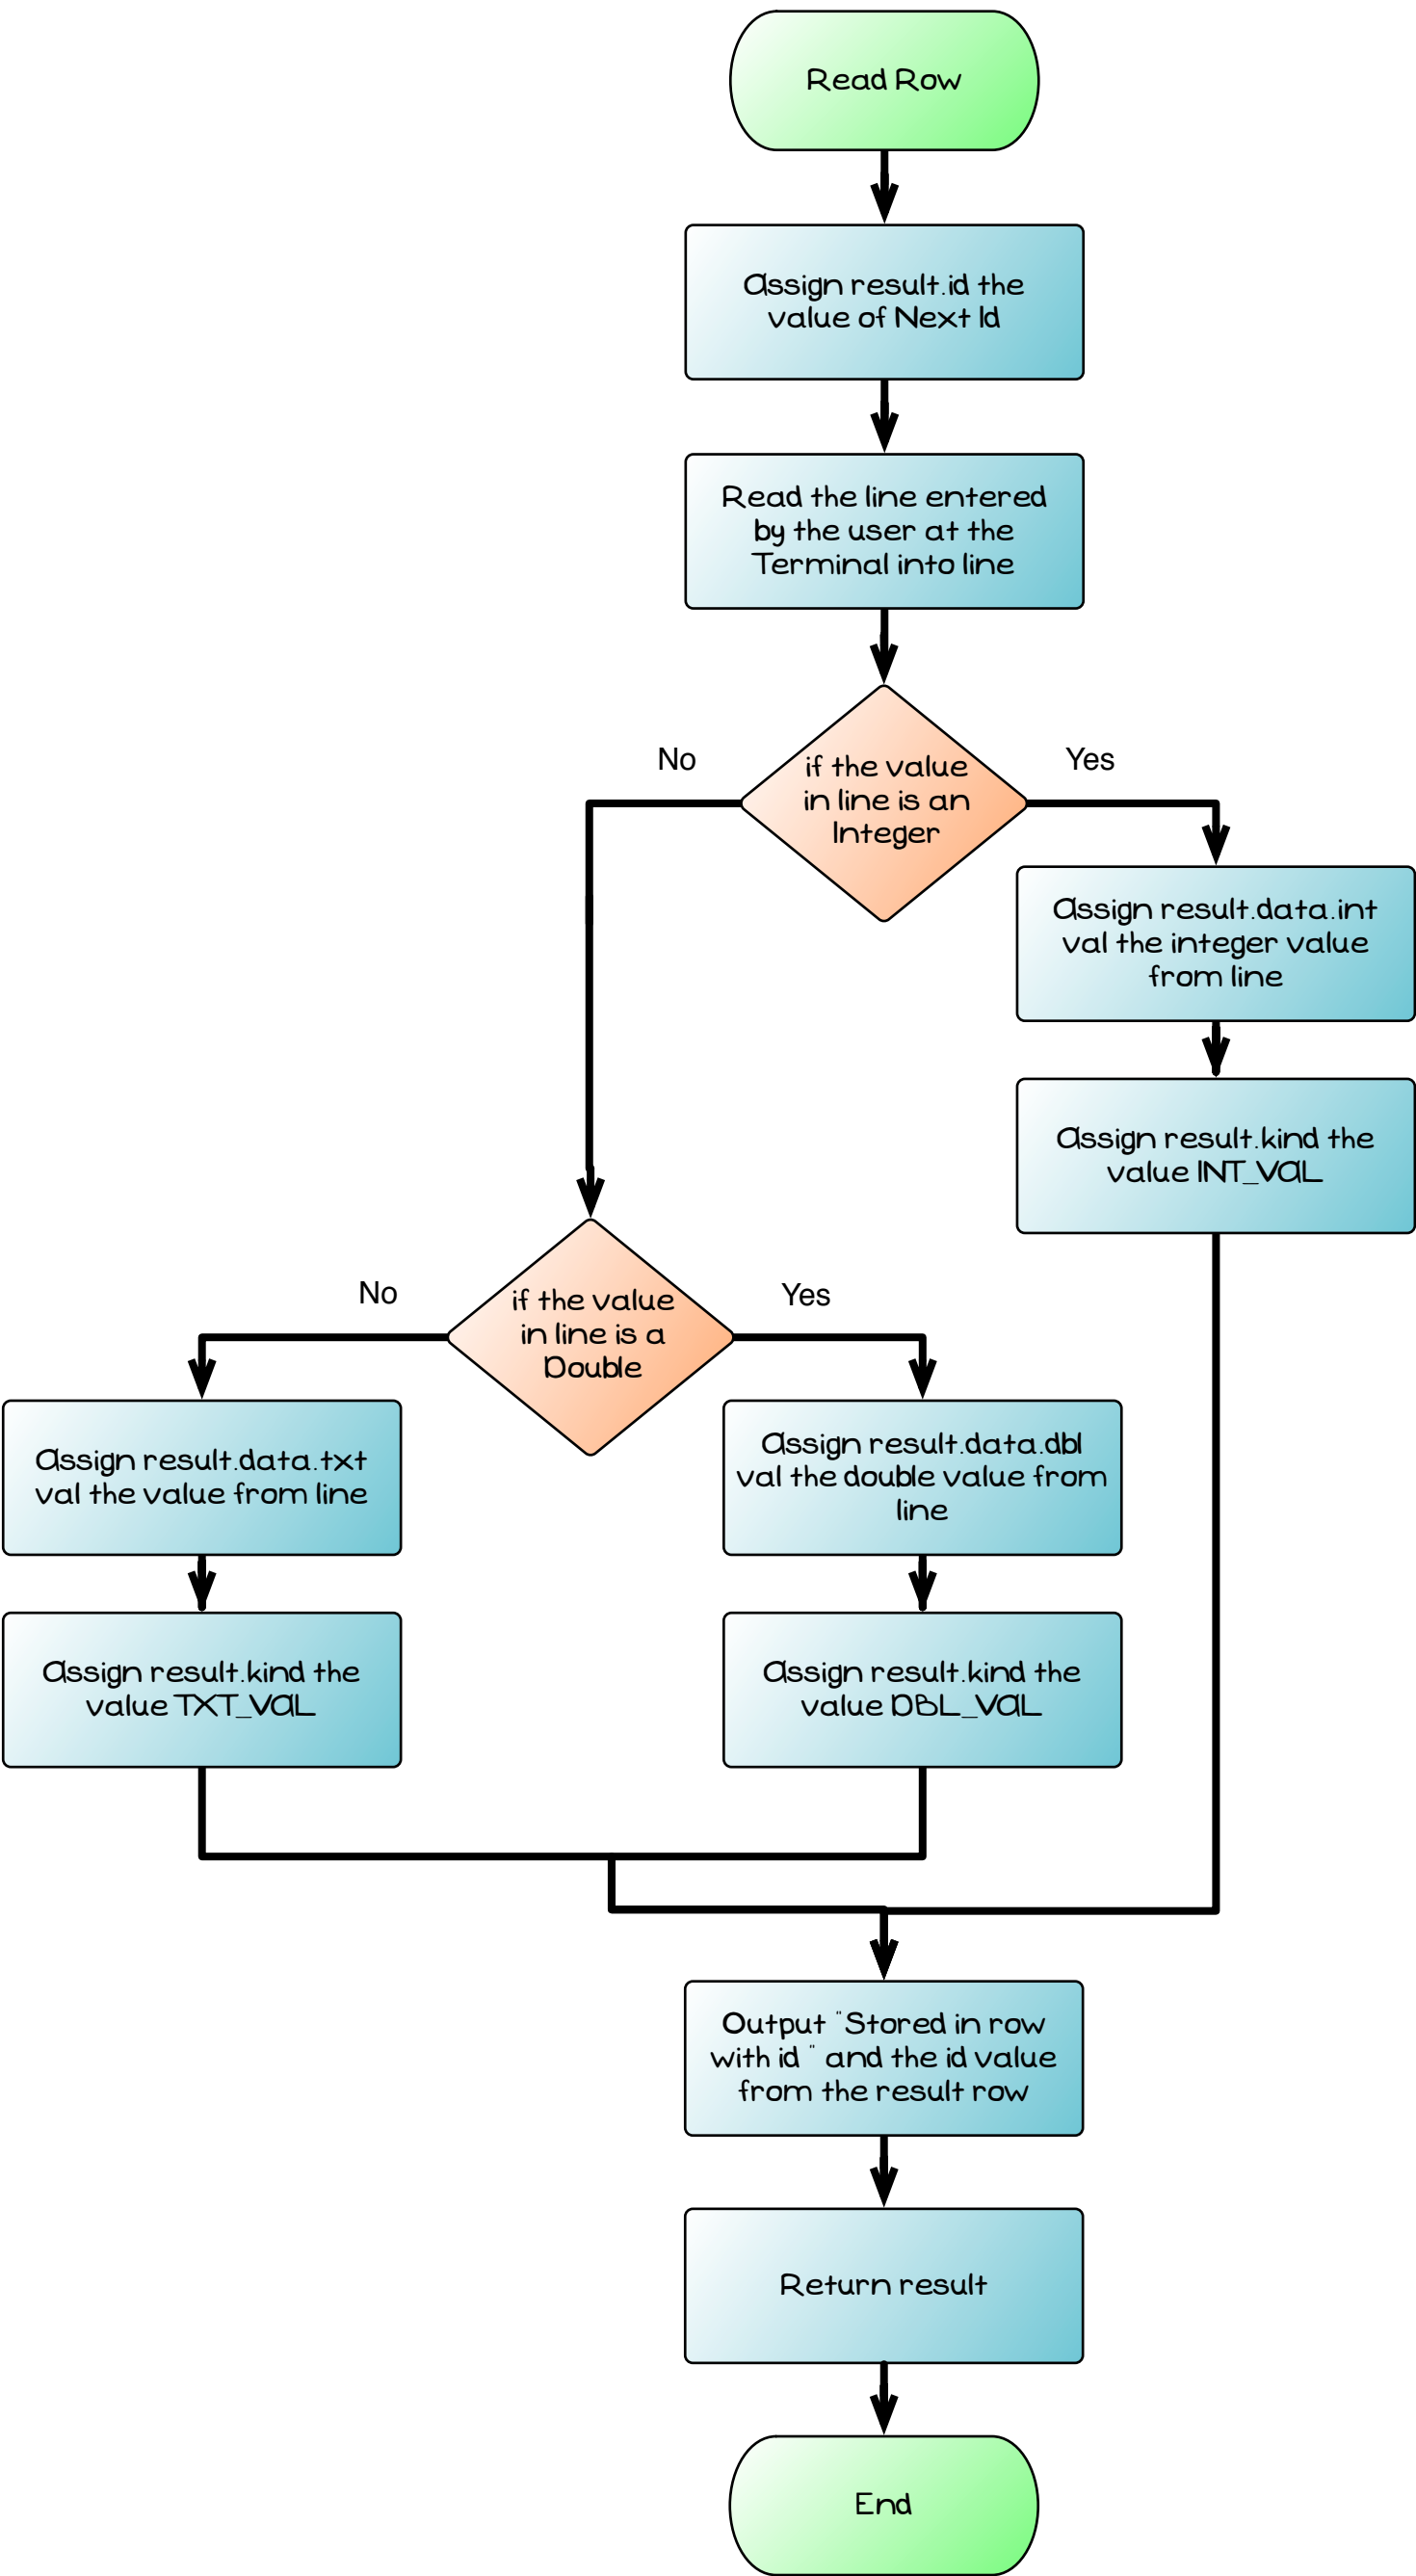 Read Row
Assign result.id the
value of Next Id
Read the line entered
by the user at the
Terminal into line
No
Yes
if the value
in line is an
Integer
Assign result.data.int
val the integer value
from line
Assign result.kind the
value INT_VAL
No
Yes
if the value
in line is a
Double
Assign result.data.txt
val the value from line
Assign result.data.dbl
val the double value from
line
Assign result.kind the
value TXT_VAL
Assign result.kind the
value DBL_VAL
Output "Stored in row
with id " and the id value
from the result row
Return result
End